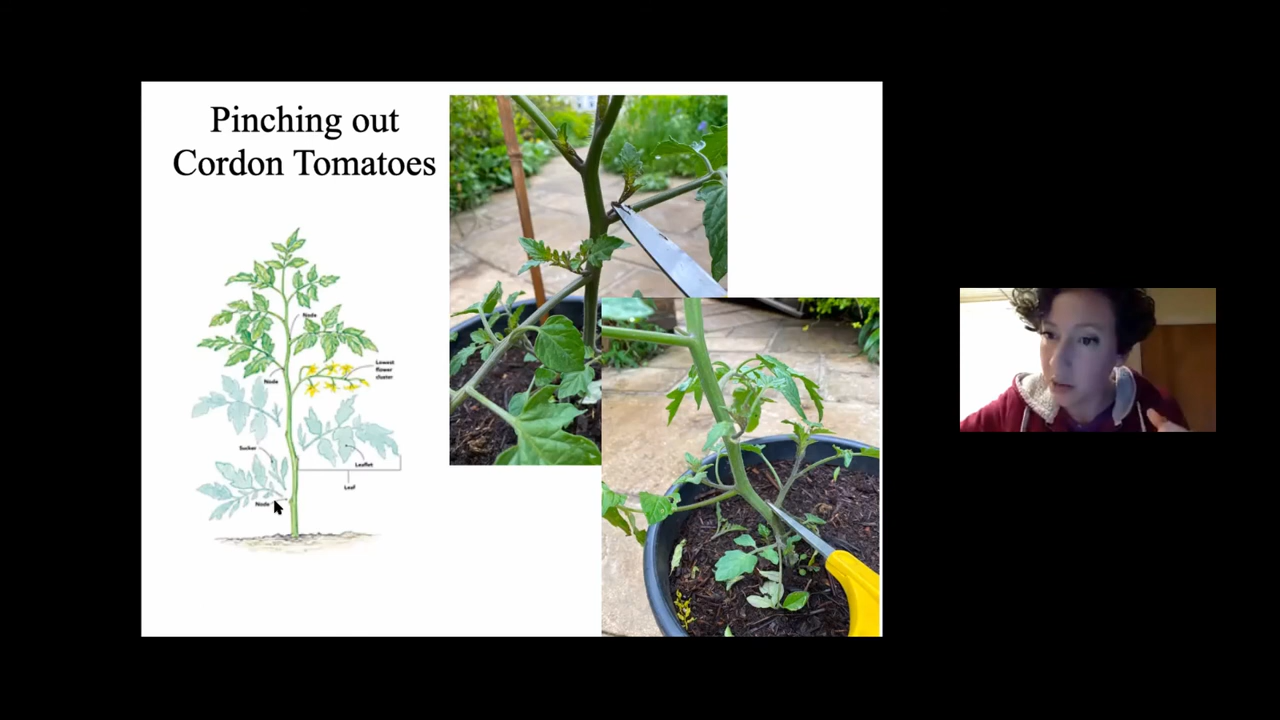 Pinching out
Cordon Tomatoes
Node
Lowest
flower
cluster
Node
Sucker
Leaflet
Leaf
Node